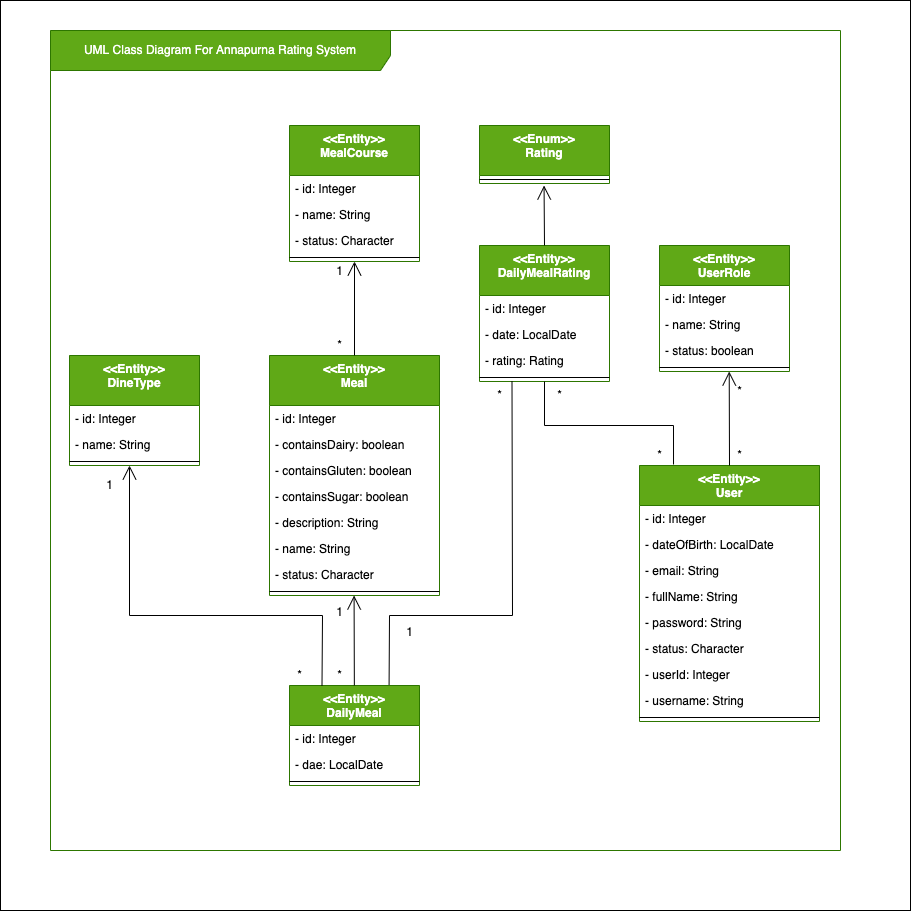 UML Class Diagram For Annapurna Rating System
<<Entity>>
MealCourse
- id: Integer
- name: String
- status: Character
1
*
<<Enum>>
Rating
<<Entity>>
DailyMealRating
- id: Integer
- date: LocalDate
- rating: Rating
*
*
<<Entity>>
UserRole
- id: Integer
- name: String
- status: boolean
*
*
*
<<Entity>>
DineType
- id: Integer
- name: String
1
<<Entity>>
Meal
- id: Integer
- containsDairy: boolean
- containsGluten: boolean
- containsSugar: boolean
- description: String
- name: String
- status: Character
1
1
*
*
<<Entity>>
User
- id: Integer
- dateOfBirth: LocalDate
- email: String
- fullName: String
- password: String
- status: Character
- userId: Integer
- username: String
<<Entity>>
DailyMeal
- id: Integer
- dae: LocalDate